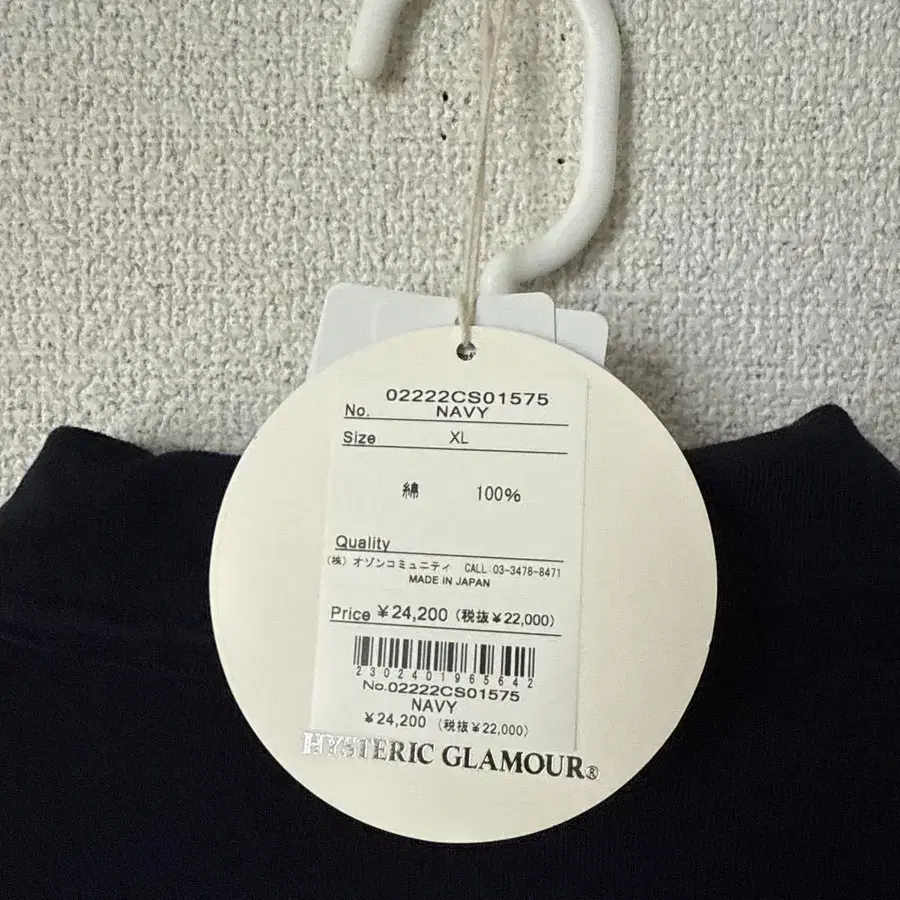 02222CS01575
No. NAVY
Size XL
綿 100%
Quality
(株) オゾンコミュニティ CALL 03-3478-8471
MADE IN JAPAN
Price ¥24,200 (税抜¥22,000)
2302401965642
No.02222CS01575
NAVY
¥24,200 (税抜¥22,000)
HYSTERIC GLAMOUR®